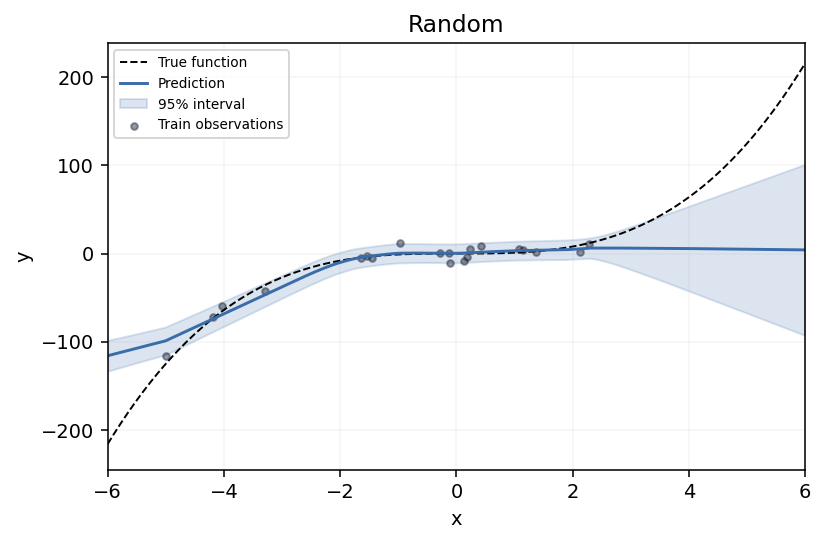 Random
True function
Prediction
95% interval
Train observations
200
100
0
−100
−200
y
−6
−4
−2
0
2
4
6
x